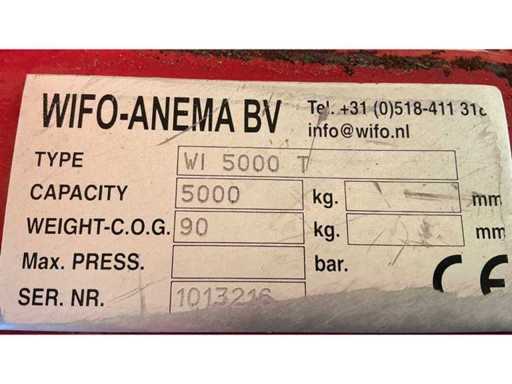 WIFO-ANEMA BV
Tel. +31 (0)518-411 318
info@wifo.nl
TYPE WI 5000 T
CAPACITY 5000 kg. mm
WEIGHT-C.O.G. 90 kg. mm
Max. PRESS. bar.
SER. NR. 1013216
CE